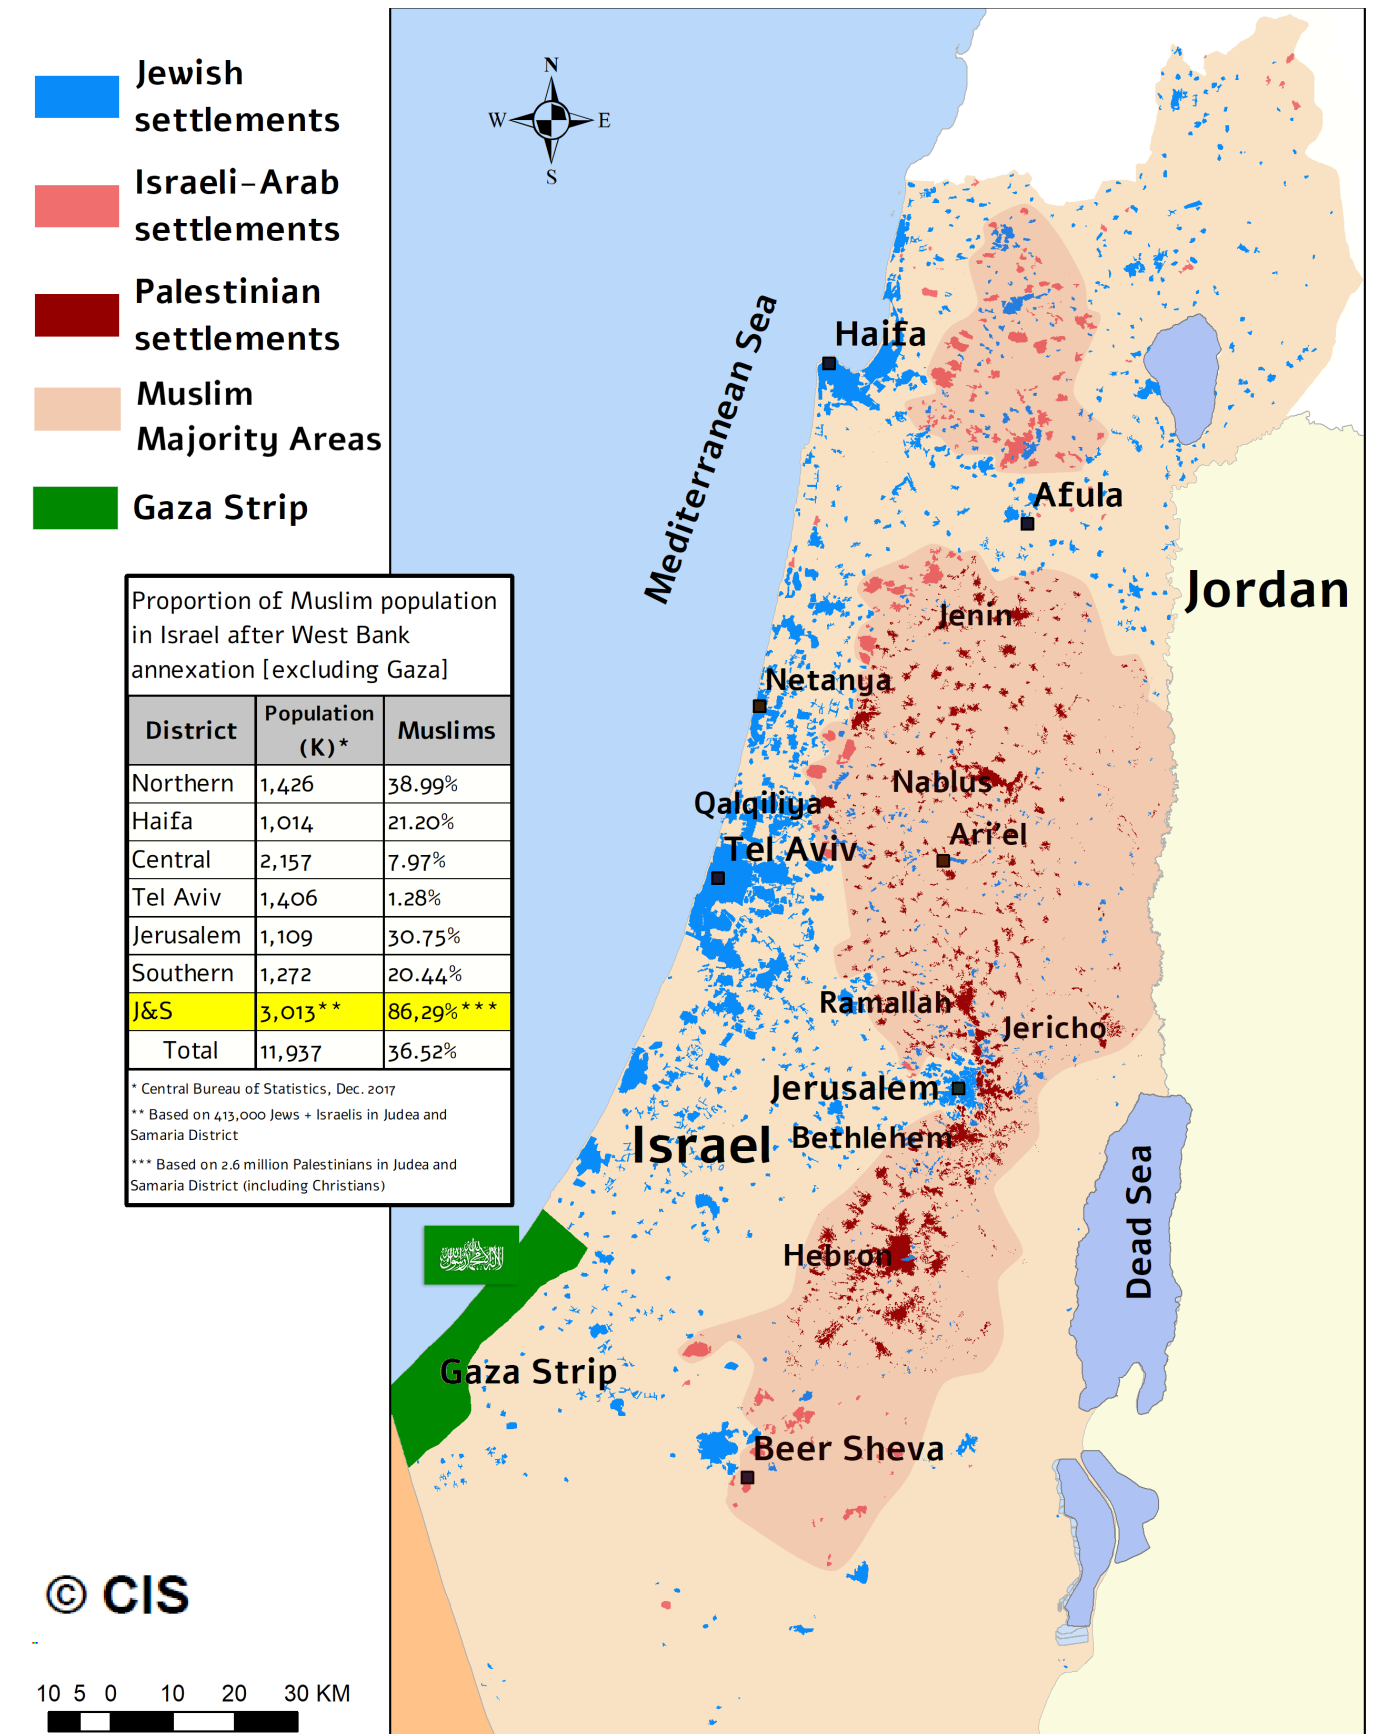 Jewish
settlements
Israeli-Arab
settlements
Palestinian
settlements
Muslim
Majority Areas
Gaza Strip
Proportion of Muslim population
in Israel after West Bank
annexation [excluding Gaza]
District Population (K)* Muslims
Northern 1,426 38.99%
Haifa 1,014 21.20%
Central 2,157 7.97%
Tel Aviv 1,406 1.28%
Jerusalem 1,109 30.75%
Southern 1,272 20.44%
J&S 3,013** 86,29%***
Total 11,937 36.52%
* Central Bureau of Statistics, Dec. 2017
** Based on 413,000 Jews + Israelis in Judea and
Samaria District
*** Based on 2.6 million Palestinians in Judea and
Samaria District (including Christians)
N
W E
S
Mediterranean Sea
Haifa
Afula
Jordan
Jenin
Netanya
Nablus
Qalqiliya
Ari'el
Tel Aviv
Ramallah
Jericho
Jerusalem
Israel
Bethlehem
Dead Sea
Hebron
Gaza Strip
Beer Sheva
© CIS
10 5 0 10 20 30 KM